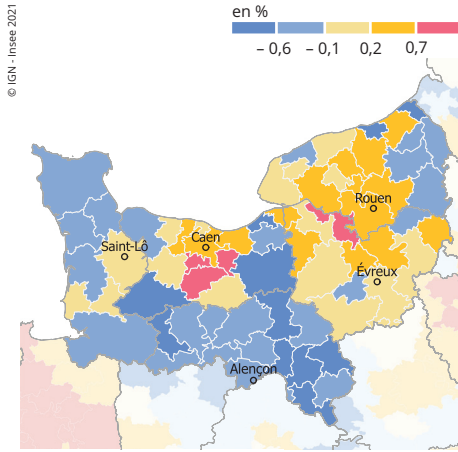 © IGN - Insee 2021
en %
– 0,6 – 0,1 0,2 0,7
Rouen
Caen
Saint-Lô
Évreux
Alençon